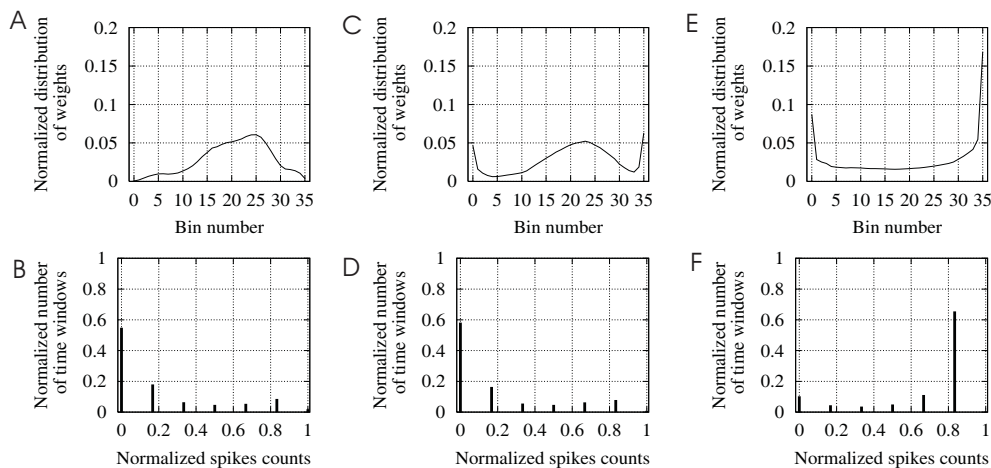 A
Normalized distribution
of weights
0.2
0.15
0.1
0.05
0
0 5 10 15 20 25 30 35
Bin number
C
Normalized distribution
of weights
0.2
0.15
0.1
0.05
0
0 5 10 15 20 25 30 35
Bin number
E
Normalized distribution
of weights
0.2
0.15
0.1
0.05
0
0 5 10 15 20 25 30 35
Bin number
B
Normalized number
of time windows
1
0.8
0.6
0.4
0.2
0
0 0.2 0.4 0.6 0.8 1
Normalized spikes counts
D
Normalized number
of time windows
1
0.8
0.6
0.4
0.2
0
0 0.2 0.4 0.6 0.8 1
Normalized spikes counts
F
Normalized number
of time windows
1
0.8
0.6
0.4
0.2
0
0 0.2 0.4 0.6 0.8 1
Normalized spikes counts